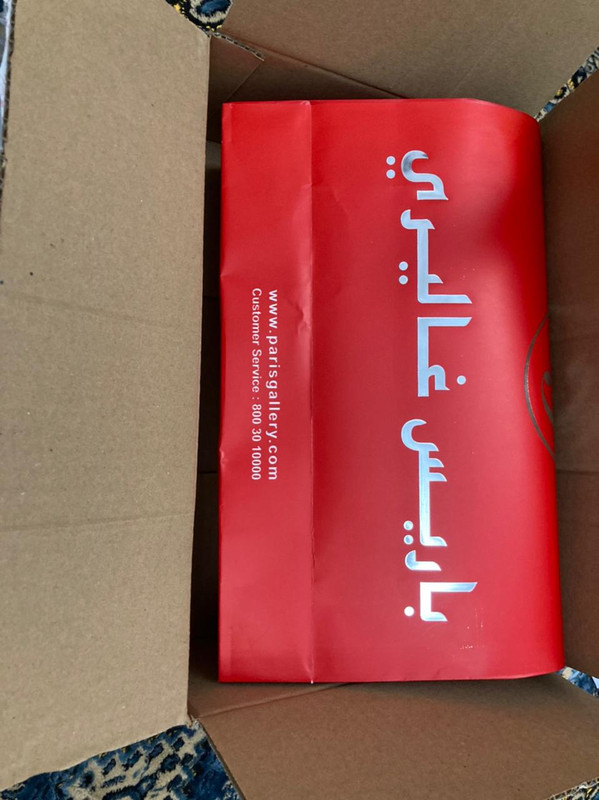 باريس غاليري
www.parisgallery.com
Customer Service : 800 30 10000